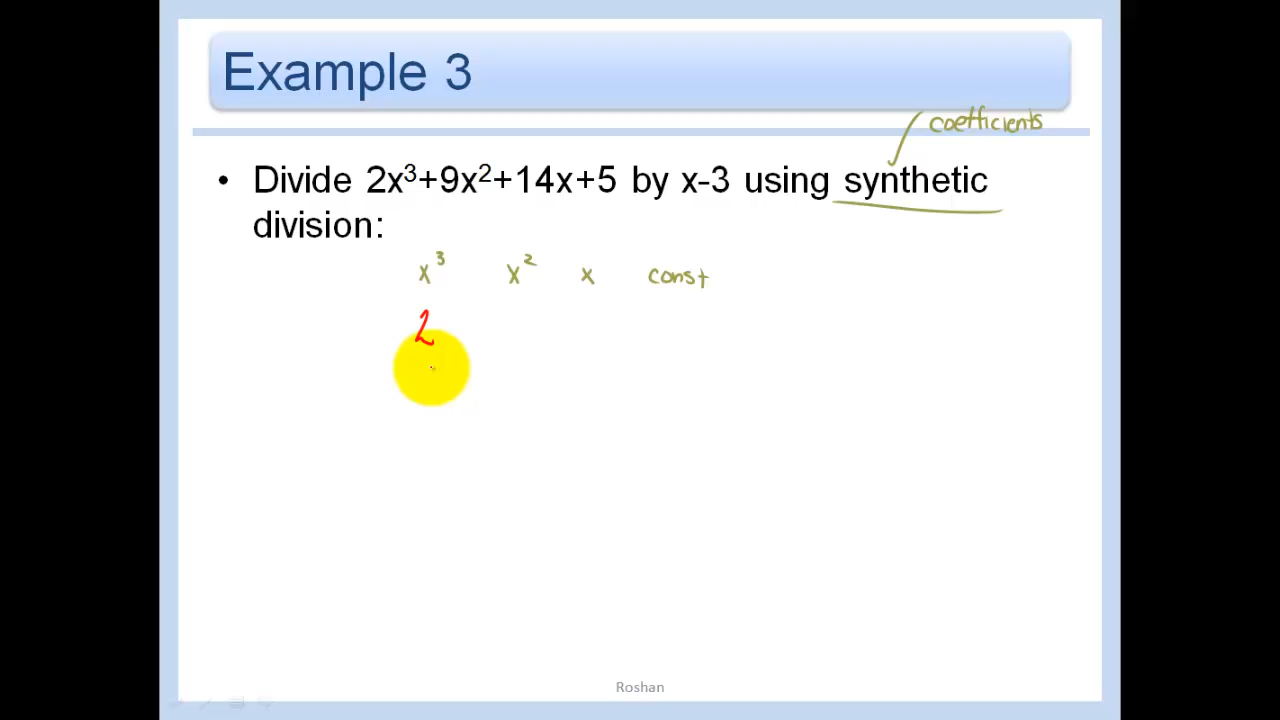 Example 3
coefficients
• Divide 2x³+9x²+14x+5 by x-3 using synthetic
division:
x³ x² x const
2
Roshan